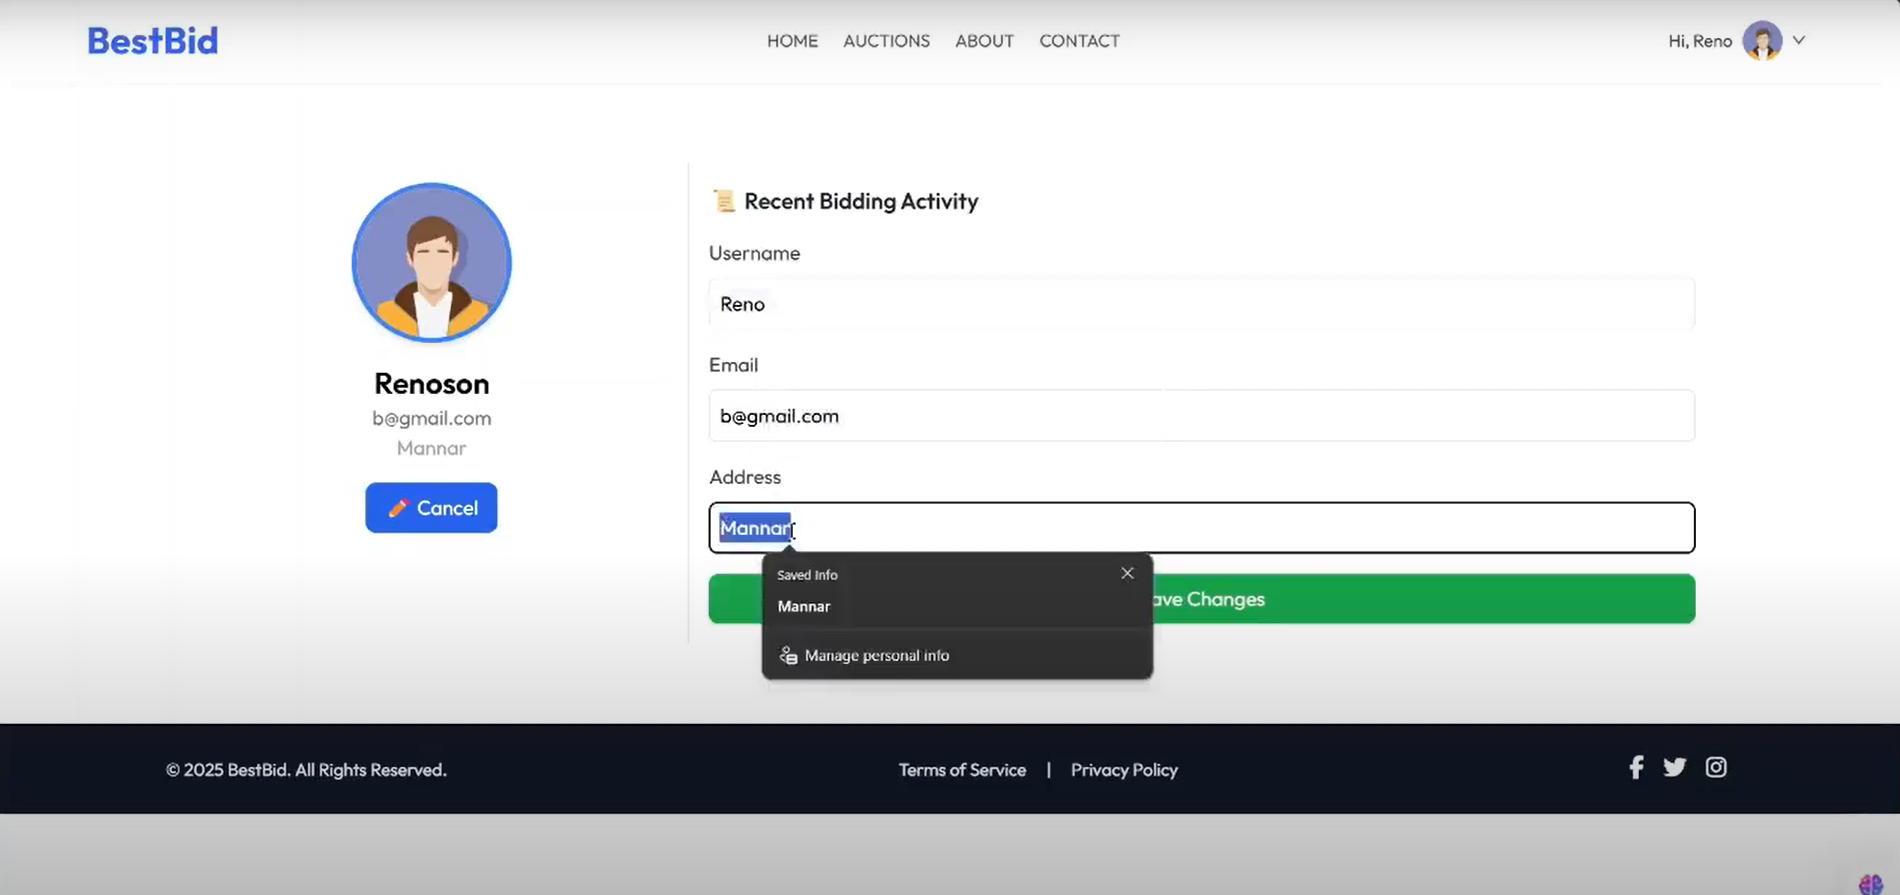 BestBid
HOME AUCTIONS ABOUT CONTACT
Hi, Reno
Renoson
b@gmail.com
Mannar
Cancel
Recent Bidding Activity
Username
Reno
Email
b@gmail.com
Address
Mannar
Saved Info
Mannar
Manage personal info
ave Changes
© 2025 BestBid. All Rights Reserved.
Terms of Service | Privacy Policy